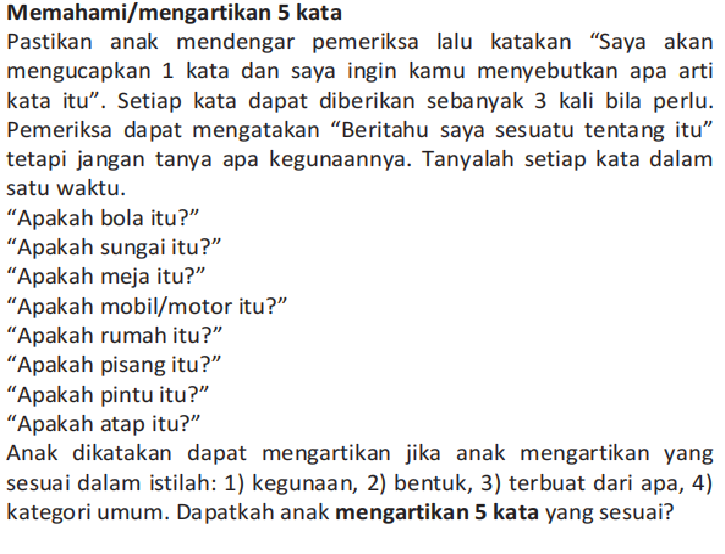 Memahami/mengartikan 5 kata
Pastikan anak mendengar pemeriksa lalu katakan “Saya akan
mengucapkan 1 kata dan saya ingin kamu menyebutkan apa arti
kata itu”. Setiap kata dapat diberikan sebanyak 3 kali bila perlu.
Pemeriksa dapat mengatakan “Beritahu saya sesuatu tentang itu”
tetapi jangan tanya apa kegunaannya. Tanyalah setiap kata dalam
satu waktu.
“Apakah bola itu?”
“Apakah sungai itu?”
“Apakah meja itu?”
“Apakah mobil/motor itu?”
“Apakah rumah itu?”
“Apakah pisang itu?”
“Apakah pintu itu?”
“Apakah atap itu?”
Anak dikatakan dapat mengartikan jika anak mengartikan yang
sesuai dalam istilah: 1) kegunaan, 2) bentuk, 3) terbuat dari apa, 4)
kategori umum. Dapatkah anak mengartikan 5 kata yang sesuai?